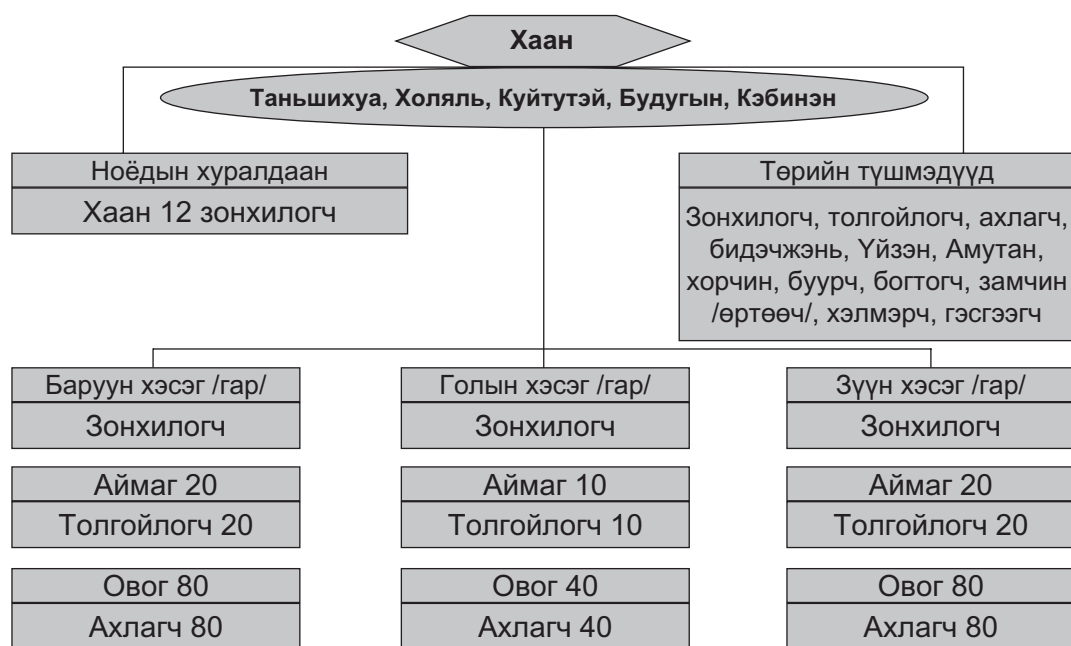 Хаан
Таньшихуа, Холяль, Куйтутэй, Будугын, Кэбинэн
Ноёдын хуралдаан
Хаан 12 зонхилогч
Төрийн түшмэдүүд
Зонхилогч, толгойлогч, ахлагч,
бидэчжэнь, Үйзэн, Амутан,
хорчин, буурч, богтогч, замчин
/өртөөч/, хэлмэрч, гэсгээгч
Баруун хэсэг /гар/
Зонхилогч
Аймаг 20
Толгойлогч 20
Овог 80
Ахлагч 80
Голын хэсэг /гар/
Зонхилогч
Аймаг 10
Толгойлогч 10
Овог 40
Ахлагч 40
Зүүн хэсэг /гар/
Зонхилогч
Аймаг 20
Толгойлогч 20
Овог 80
Ахлагч 80